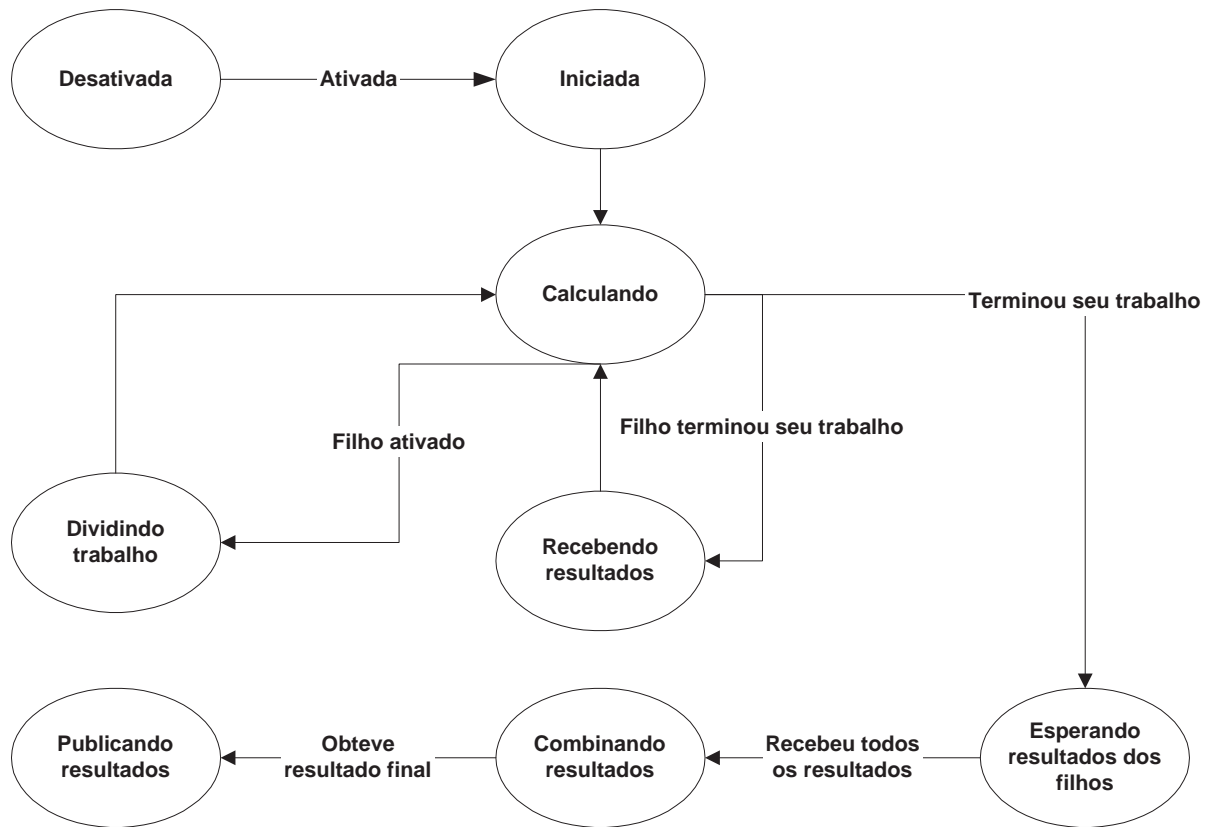 Desativada
Ativada
Iniciada
Calculando
Terminou seu trabalho
Filho ativado
Filho terminou seu trabalho
Dividindo
trabalho
Recebendo
resultados
Publicando
resultados
Obteve
resultado final
Combinando
resultados
Recebeu todos
os resultados
Esperando
resultados dos
filhos